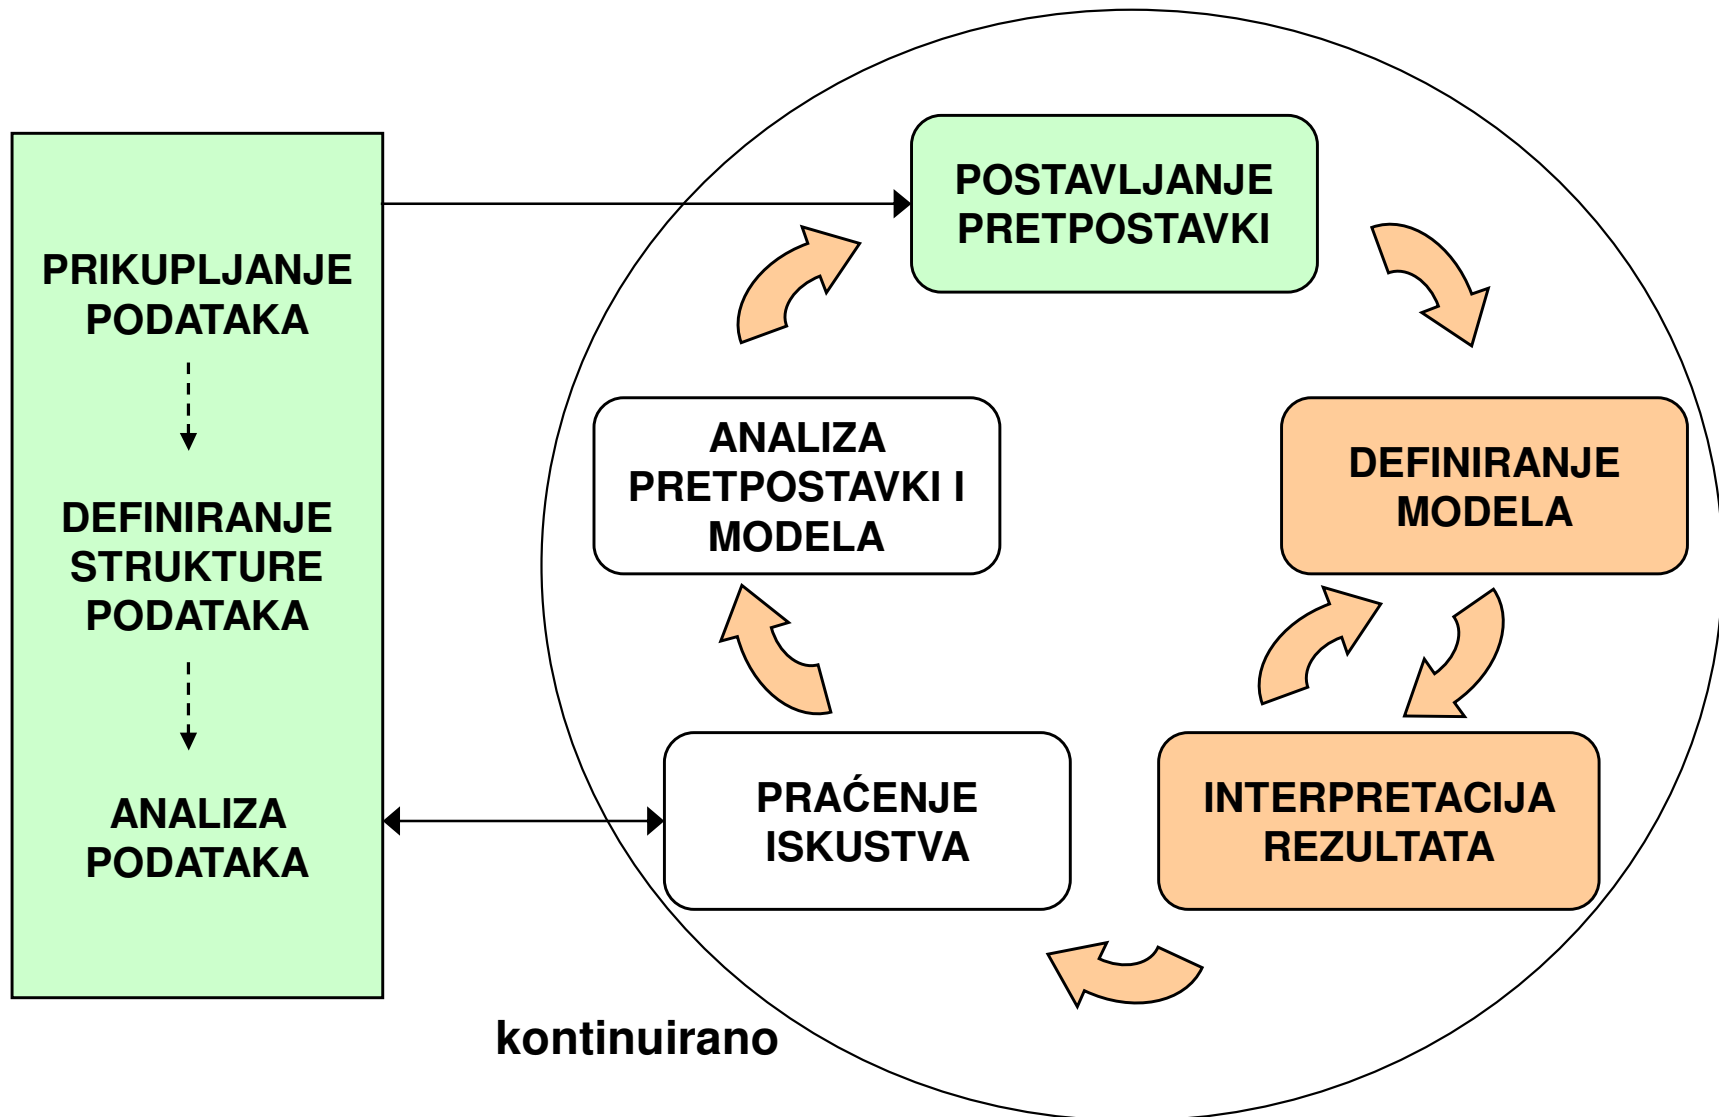 PRIKUPLJANJE
PODATAKA
DEFINIRANJE
STRUKTURE
PODATAKA
ANALIZA
PODATAKA
POSTAVLJANJE
PRETPOSTAVKI
DEFINIRANJE
MODELA
INTERPRETACIJA
REZULTATA
PRAĆENJE
ISKUSTVA
ANALIZA
PRETPOSTAVKI I
MODELA
kontinuirano